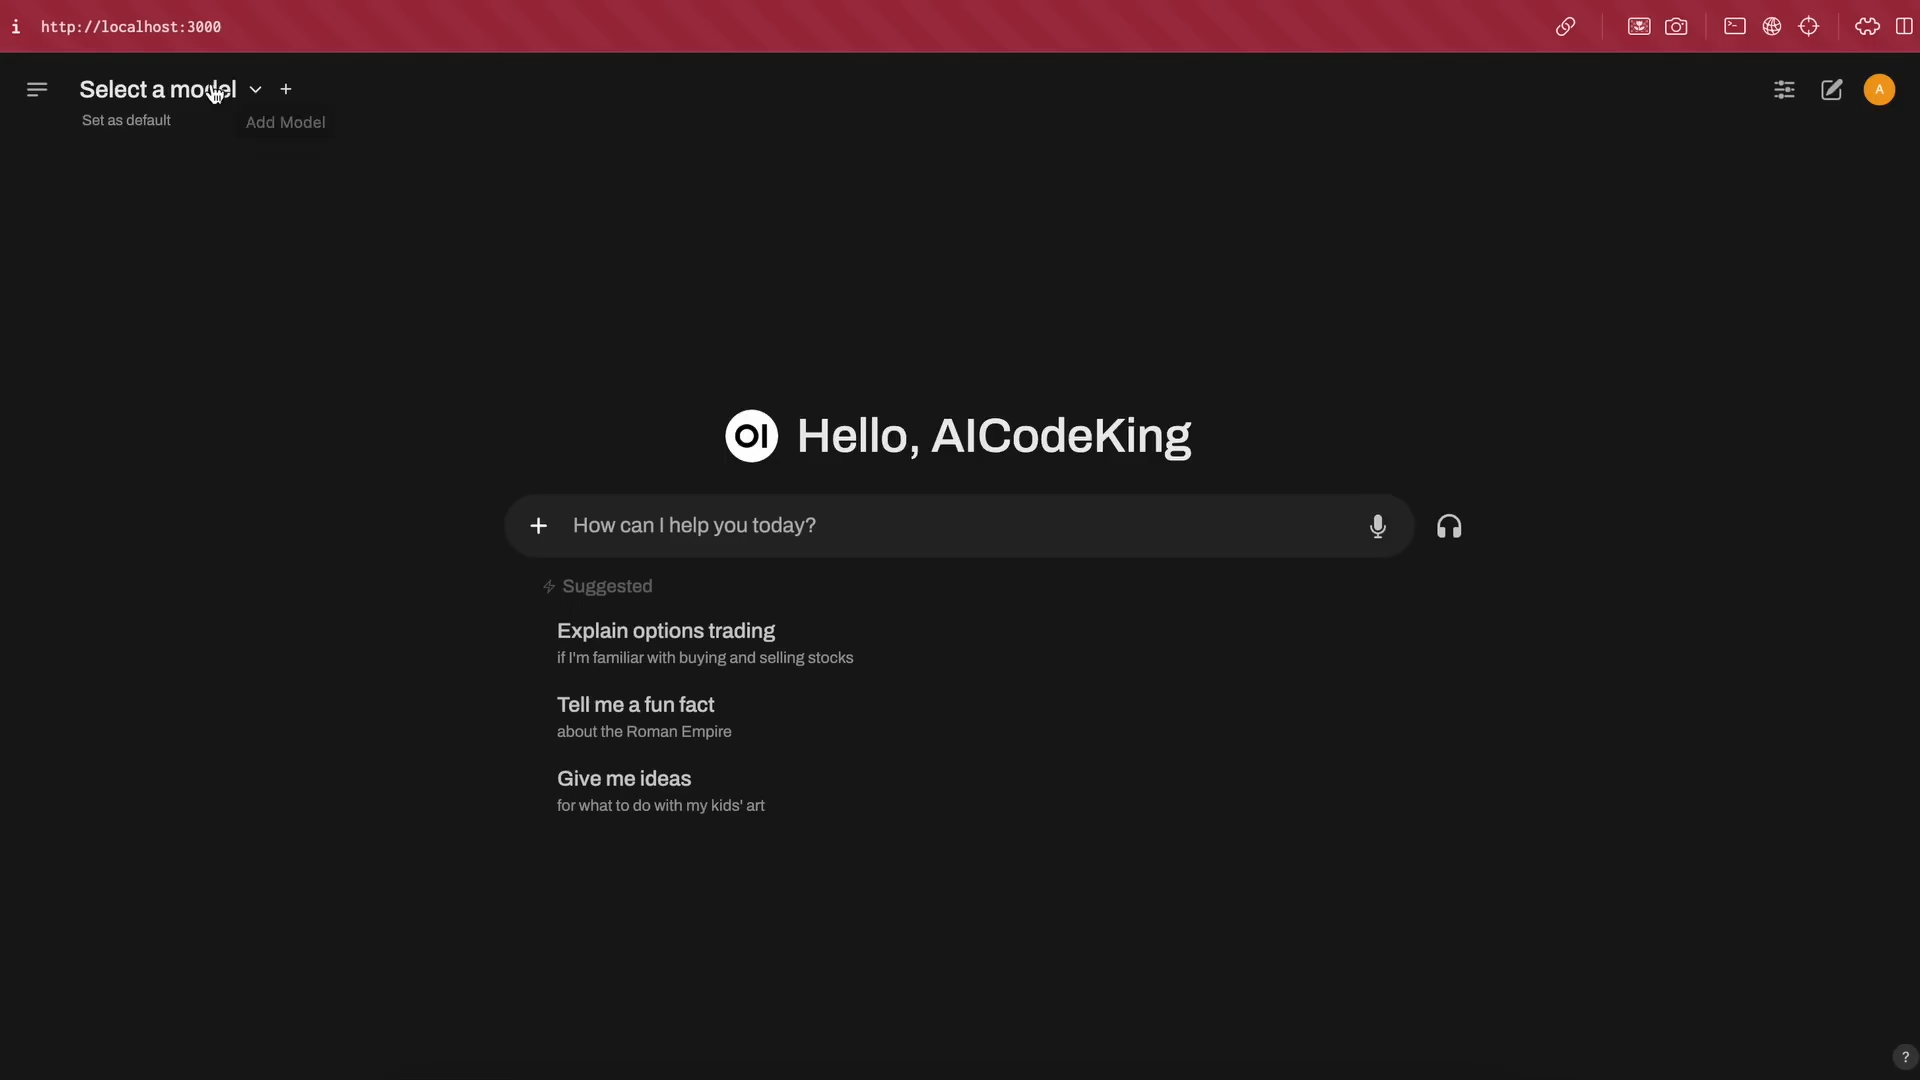 http://localhost:3000
Select a model
Set as default
Add Model
A
OI Hello, AICodeKing
How can I help you today?
Suggested
Explain options trading
if I'm familiar with buying and selling stocks
Tell me a fun fact
about the Roman Empire
Give me ideas
for what to do with my kids' art
?